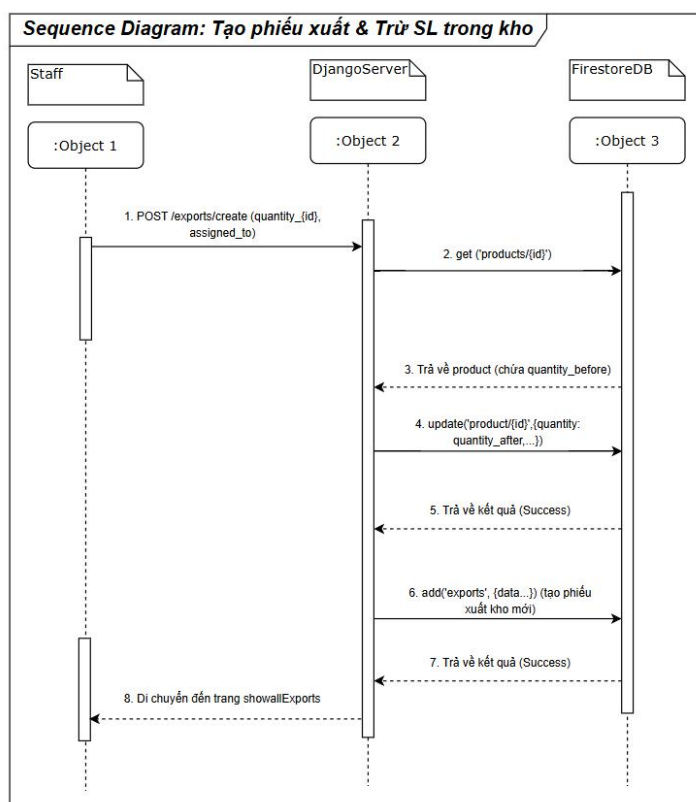 Sequence Diagram: Tạo phiếu xuất & Trừ SL trong kho
Staff
DjangoServer
FirestoreDB
:Object 1
:Object 2
:Object 3
1. POST /exports/create (quantity_{id},
assigned_to)
2. get ('products/{id}')
3. Trả về product (chứa quantity_before)
4. update('product/{id}',{quantity:
quantity_after,...})
5. Trả về kết quả (Success)
6. add('exports', {data...}) (tạo phiếu
xuất kho mới)
7. Trả về kết quả (Success)
8. Di chuyển đến trang showallExports